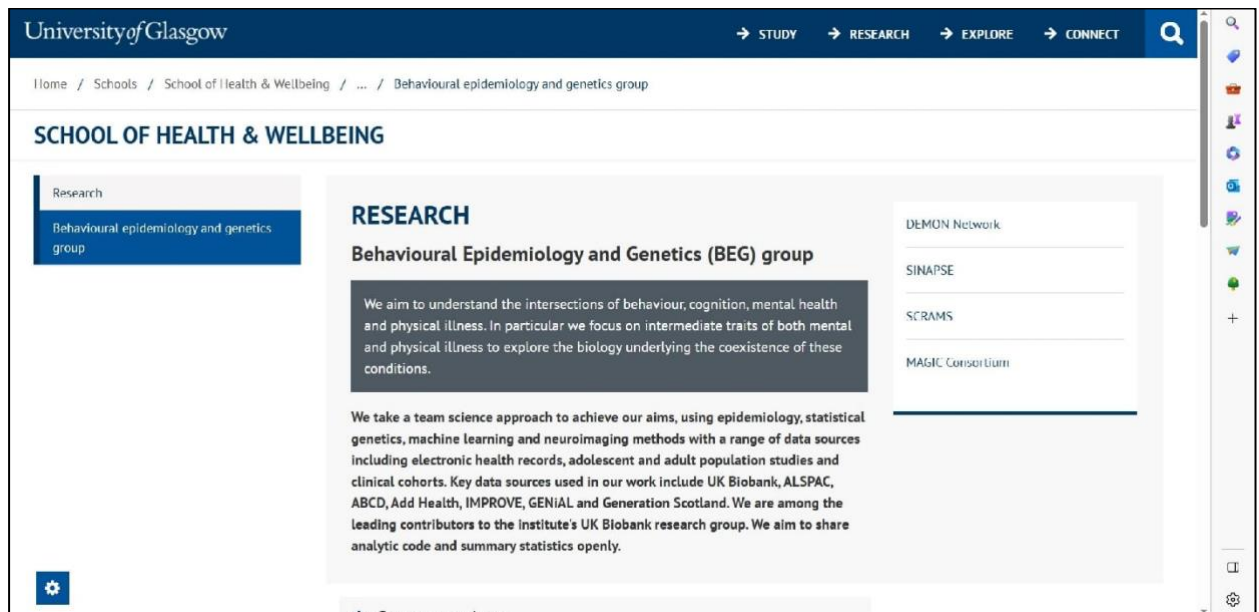 University of Glasgow
→ STUDY → RESEARCH → EXPLORE → CONNECT
Home / Schools / School of Health & Wellbeing / ... / Behavioural epidemiology and genetics group
SCHOOL OF HEALTH & WELLBEING
Research
Behavioural epidemiology and genetics
group
RESEARCH
Behavioural Epidemiology and Genetics (BEG) group
We aim to understand the intersections of behaviour, cognition, mental health
and physical illness. In particular we focus on intermediate traits of both mental
and physical illness to explore the biology underlying the coexistence of these
conditions.
We take a team science approach to achieve our aims, using epidemiology, statistical
genetics, machine learning and neuroimaging methods with a range of data sources
including electronic health records, adolescent and adult population studies and
clinical cohorts. Key data sources used in our work include UK Biobank, ALSPAC,
ABCD, Add Health, IMPROVE, GENiAL and Generation Scotland. We are among the
leading contributors to the institute's UK Biobank research group. We aim to share
analytic code and summary statistics openly.
DEMON Network
SINAPSE
SCRAMS
MAGIC Consortium